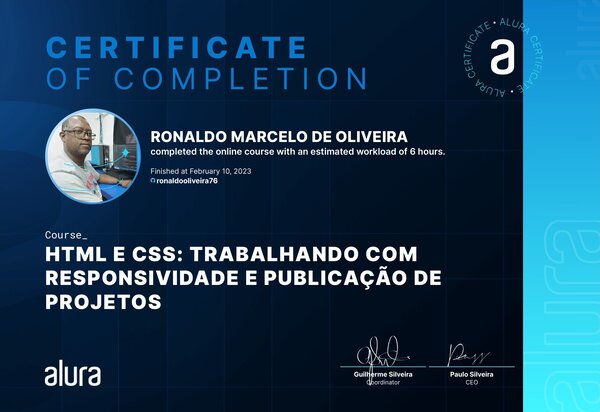 CERTIFICATE
OF COMPLETION
ALURA CERTIFICATE • ALURA CERTIFICATE •
a
RONALDO MARCELO DE OLIVEIRA
completed the online course with an estimated workload of 6 hours.
Finished at February 10, 2023
ronaldooliveira76
Course_
HTML E CSS: TRABALHANDO COM
RESPONSIVIDADE E PUBLICAÇÃO DE
PROJETOS
Guilherme Silveira
Coordinator
Paulo Silveira
CEO
alura
alura
alura